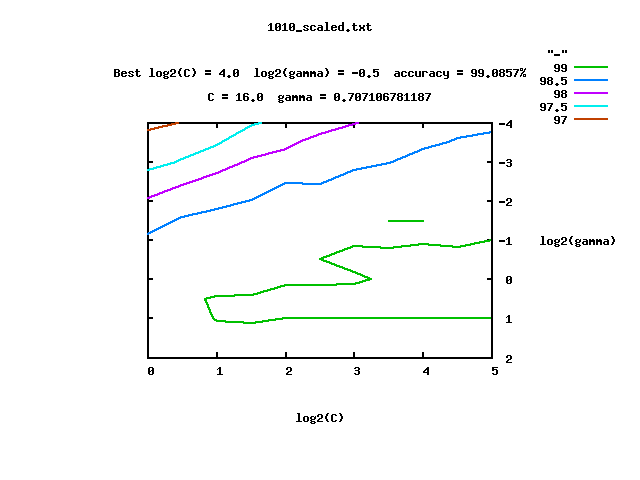 1010_scaled.txt
"-"
Best log2(C) = 4.0  log2(gamma) = -0.5  accuracy = 99.0857%
C = 16.0  gamma = 0.707106781187
99
98.5
98
97.5
97
-4
-3
-2
-1
0
1
2
log2(gamma)
0 1 2 3 4 5
log2(C)